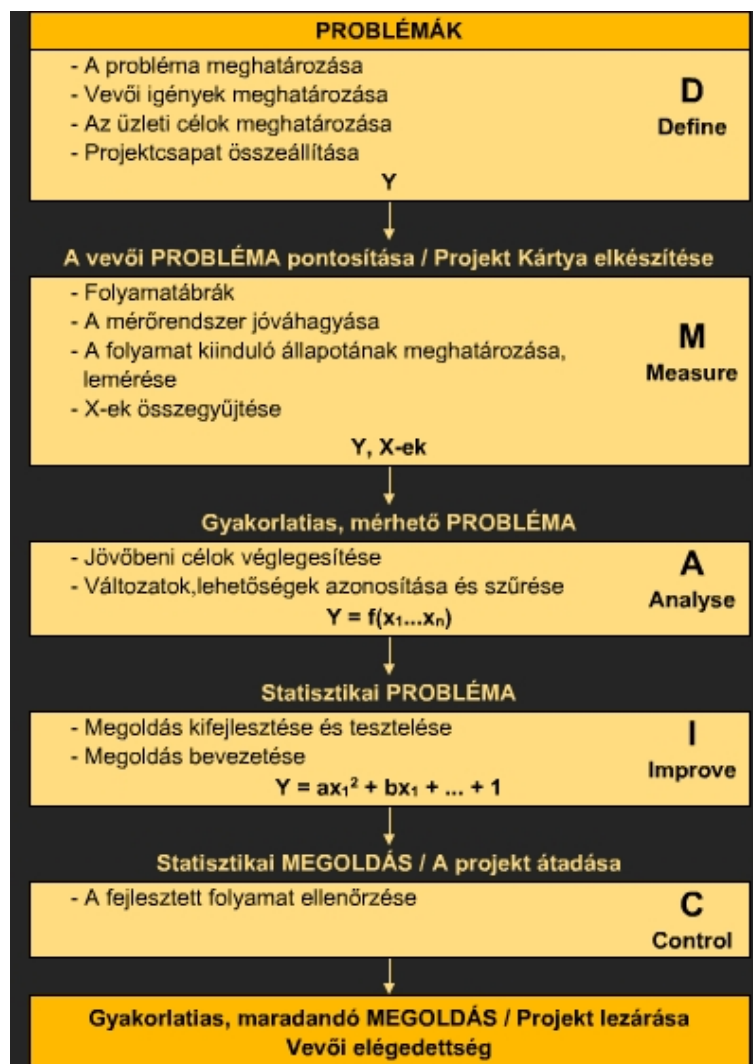 PROBLÉMÁK
- A probléma meghatározása
- Vevői igények meghatározása
- Az üzleti célok meghatározása
- Projektcsapat összeállítása
Y
D
Define
A vevői PROBLÉMA pontosítása / Projekt Kártya elkészítése
- Folyamatábrák
- A mérőrendszer jóváhagyása
- A folyamat kiinduló állapotának meghatározása,
lemérése
- X-ek összegyűjtése
Y, X-ek
M
Measure
Gyakorlatias, mérhető PROBLÉMA
- Jövőbeni célok véglegesítése
- Változatok,lehetőségek azonosítása és szűrése
Y = f(x₁...xₙ)
A
Analyse
Statisztikai PROBLÉMA
- Megoldás kifejlesztése és tesztelése
- Megoldás bevezetése
Y = ax₁² + bx₁ + ... + 1
I
Improve
Statisztikai MEGOLDÁS / A projekt átadása
- A fejlesztett folyamat ellenőrzése
C
Control
Gyakorlatias, maradandó MEGOLDÁS / Projekt lezárása
Vevői elégedettség